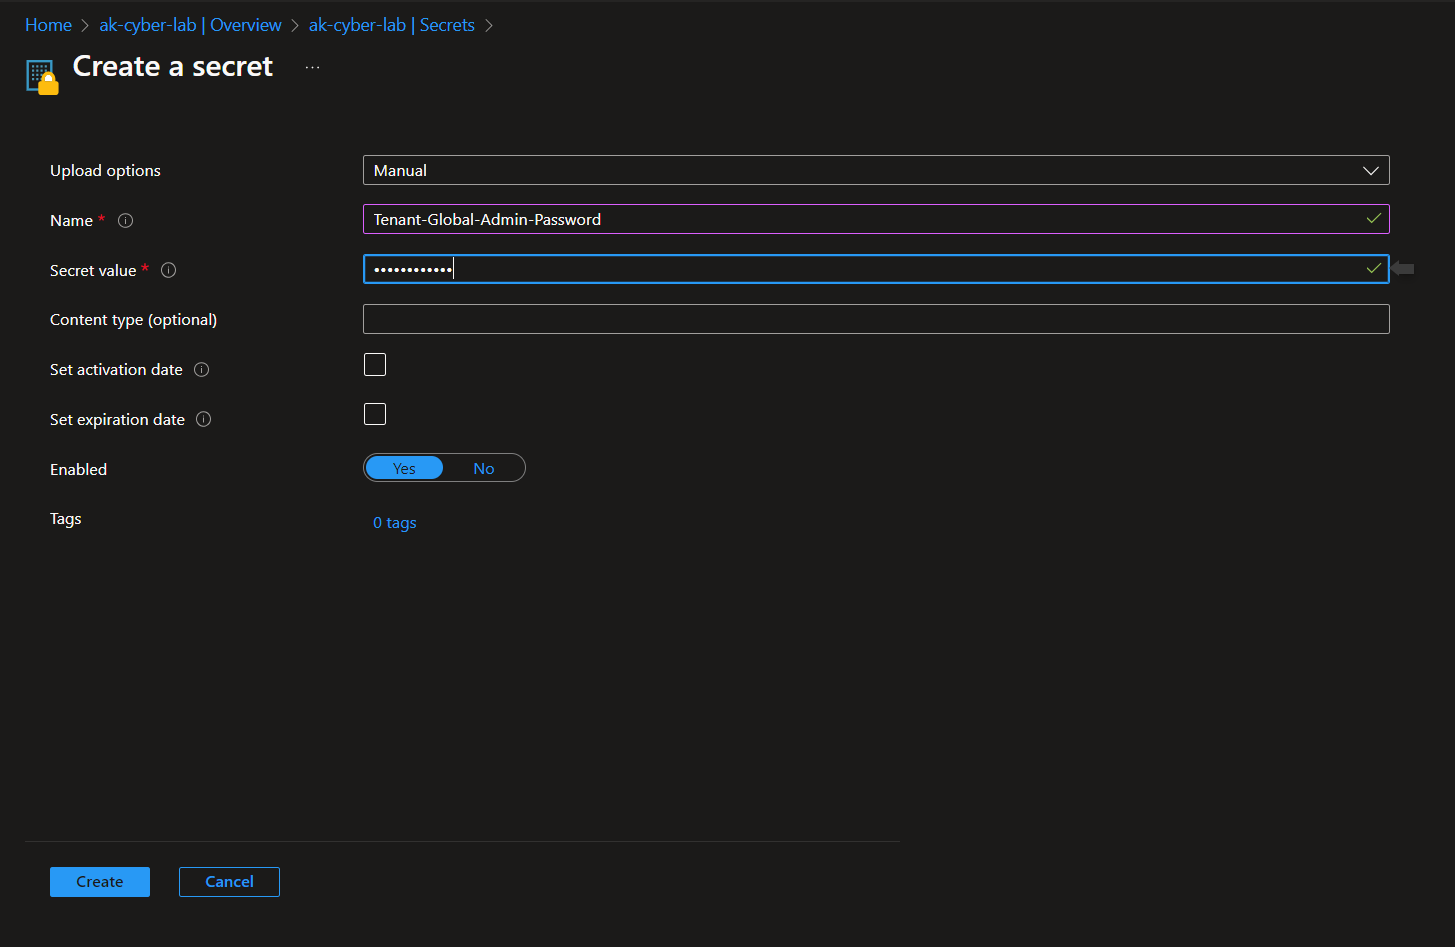 Home > ak-cyber-lab | Overview > ak-cyber-lab | Secrets >
Create a secret ...
Upload options Manual
Name * Tenant-Global-Admin-Password
Secret value * ••••••••••••
Content type (optional)
Set activation date
Set expiration date
Enabled Yes No
Tags 0 tags
Create Cancel